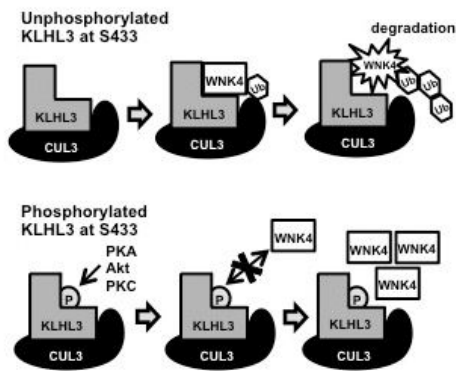 Unphosphorylated
KLHL3 at S433
degradation
KLHL3
CUL3
WNK4
Ub
KLHL3
CUL3
WNK4
Ub
Ub
Ub
Ub
KLHL3
CUL3
Phosphorylated
KLHL3 at S433
PKA
Akt
PKC
P
KLHL3
CUL3
WNK4
P
KLHL3
CUL3
WNK4
WNK4
WNK4
P
KLHL3
CUL3